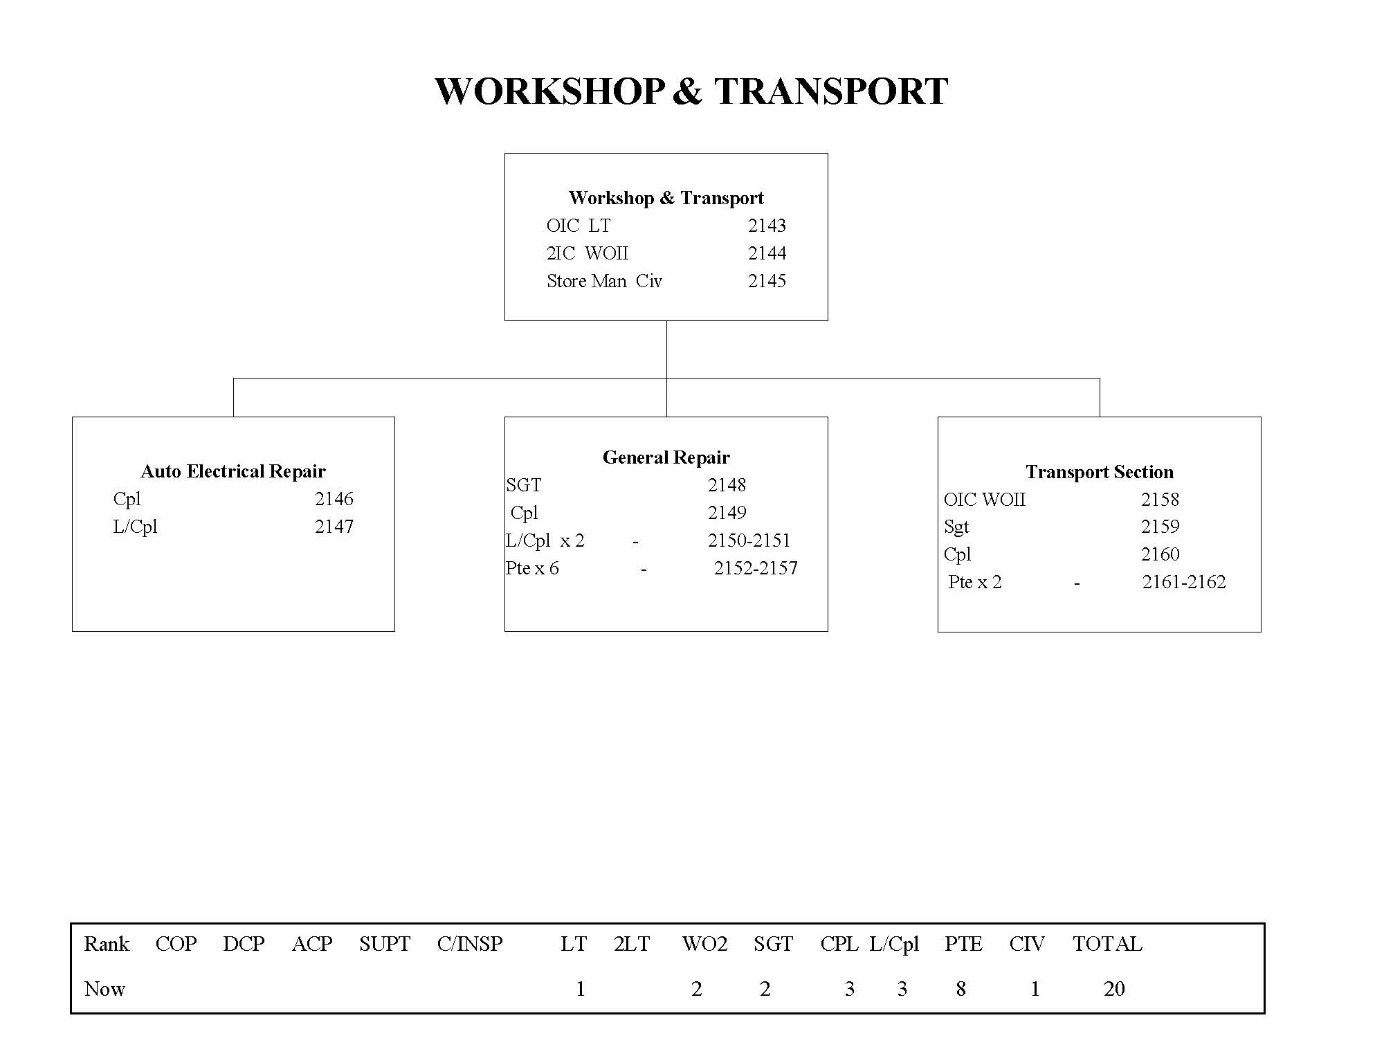 WORKSHOP & TRANSPORT
Workshop & Transport
OIC LT 2143
2IC WOII 2144
Store Man Civ 2145
Auto Electrical Repair
Cpl 2146
L/Cpl 2147
General Repair
SGT 2148
Cpl 2149
L/Cpl x 2 - 2150-2151
Pte x 6 - 2152-2157
Transport Section
OIC WOII 2158
Sgt 2159
Cpl 2160
Pte x 2 - 2161-2162
Rank COP DCP ACP SUPT C/INSP LT 2LT WO2 SGT CPL L/Cpl PTE CIV TOTAL
Now 1 2 2 3 3 8 1 20